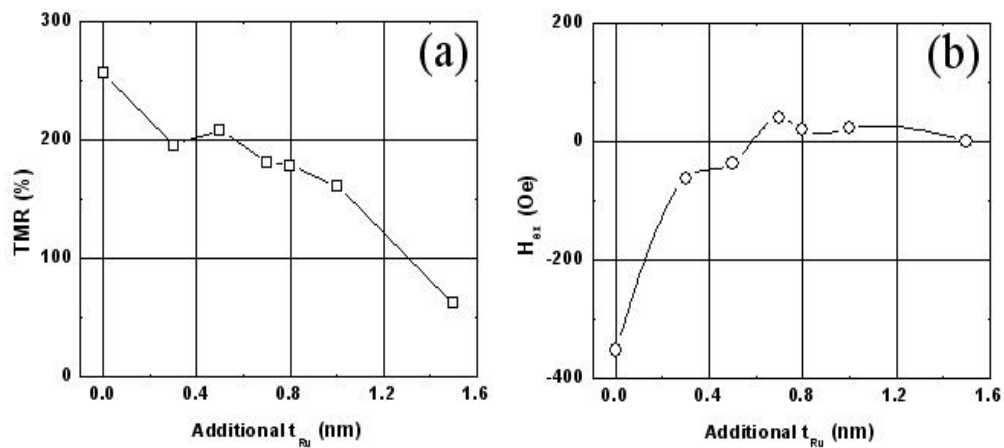 (a)
300
200
100
0
TMR (%)
0.0 0.4 0.8 1.2 1.6
Additional t_Ru (nm)
(b)
200
0
-200
-400
H_ex (Oe)
0.0 0.4 0.8 1.2 1.6
Additional t_Ru (nm)